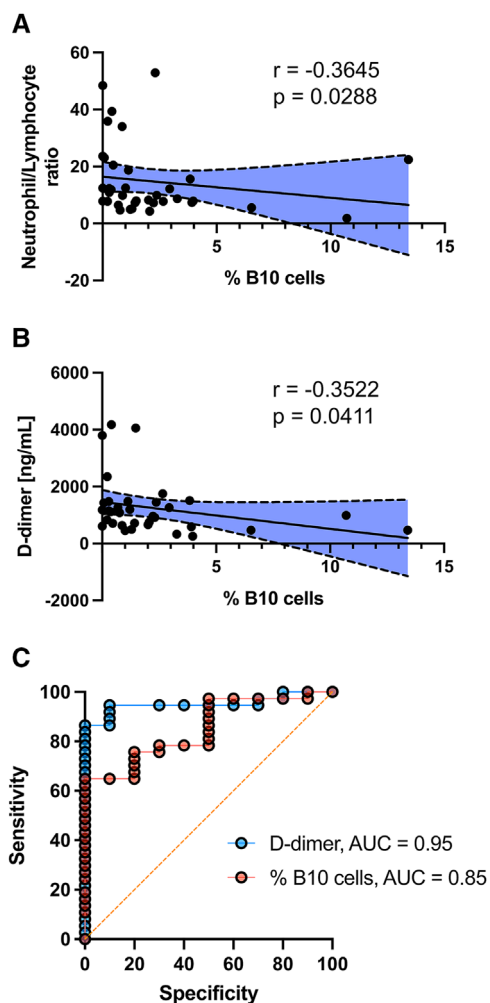 A
Neutrophil/Lymphocyte
ratio
60
40
20
0
-20
5
10
15
% B10 cells
r = -0.3645
p = 0.0288
B
D-dimer [ng/mL]
6000
4000
2000
0
-2000
5
10
15
% B10 cells
r = -0.3522
p = 0.0411
C
Sensitivity
100
80
60
40
20
0
0
20
40
60
80
100
Specificity
D-dimer, AUC = 0.95
% B10 cells, AUC = 0.85